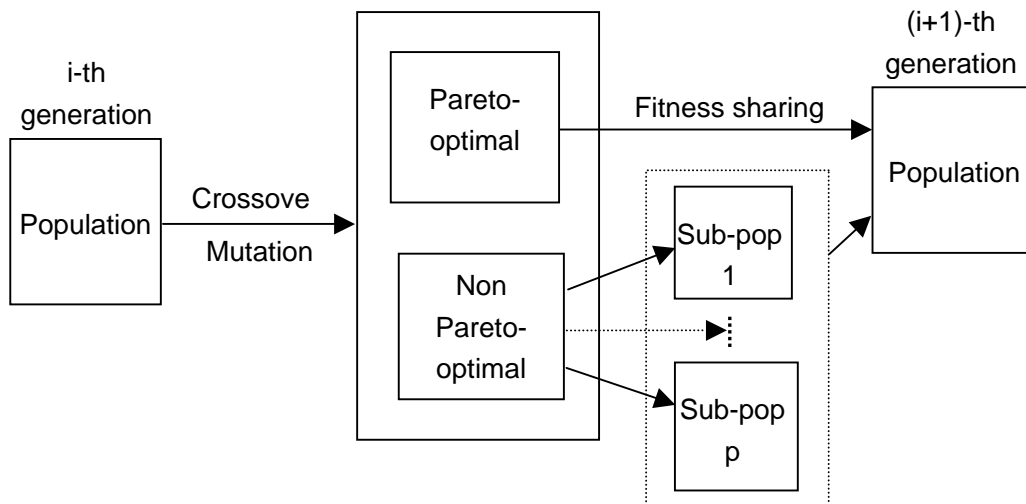 i-th
generation
Population
Crossove
Mutation
Pareto-
optimal
Non
Pareto-
optimal
Fitness sharing
Sub-pop
1
Sub-pop
p
(i+1)-th
generation
Population